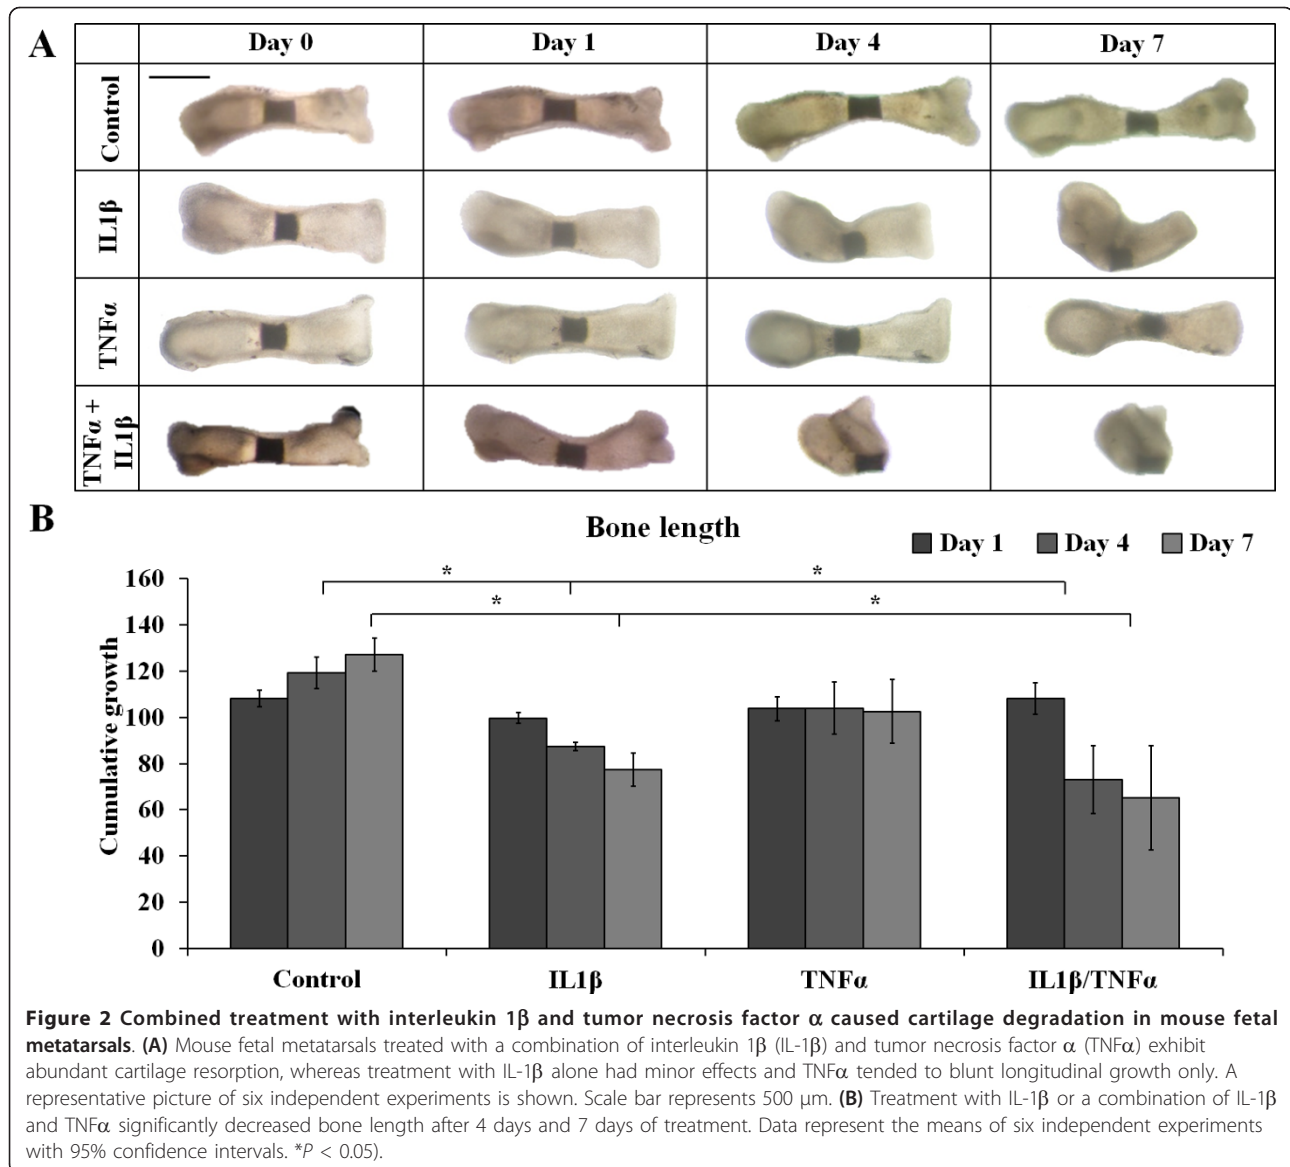 A
Day 0 Day 1 Day 4 Day 7
Control
IL1β
TNFα
TNFα +
IL1β
B
Bone length
Day 1 Day 4 Day 7
* *
* *
Cumulative growth
160
140
120
100
80
60
40
20
0
Control IL1β TNFα IL1β/TNFα
Figure 2 Combined treatment with interleukin 1β and tumor necrosis factor α caused cartilage degradation in mouse fetal
metatarsals. (A) Mouse fetal metatarsals treated with a combination of interleukin 1β (IL-1β) and tumor necrosis factor α (TNFα) exhibit
abundant cartilage resorption, whereas treatment with IL-1β alone had minor effects and TNFα tended to blunt longitudinal growth only. A
representative picture of six independent experiments is shown. Scale bar represents 500 μm. (B) Treatment with IL-1β or a combination of IL-1β
and TNFα significantly decreased bone length after 4 days and 7 days of treatment. Data represent the means of six independent experiments
with 95% confidence intervals. *P < 0.05).